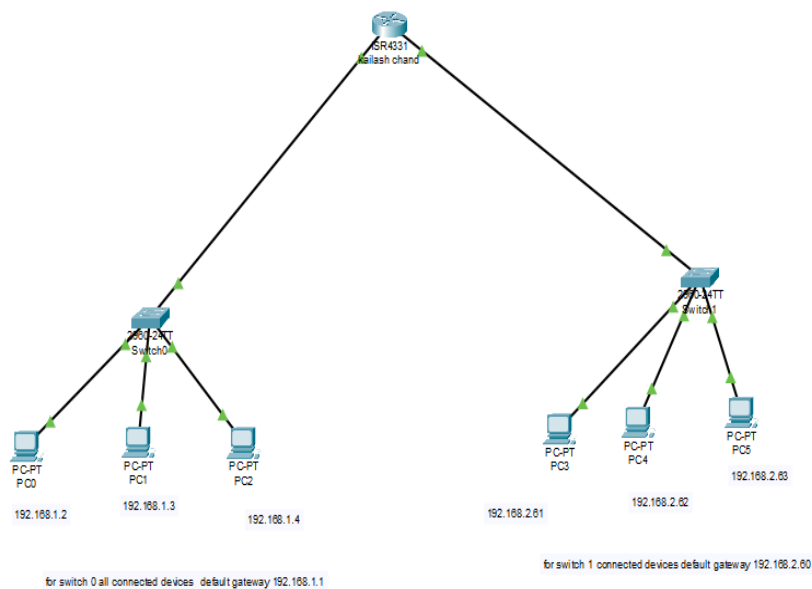 ISR4331
kailash chand
2960-24TT
Switch0
2960-24TT
Switch1
PC-PT
PC0
PC-PT
PC1
PC-PT
PC2
PC-PT
PC3
PC-PT
PC4
PC-PT
PC5
192.168.1.2
192.168.1.3
192.168.1.4
192.168.2.61
192.168.2.62
192.168.2.63
for switch 0 all connected devices default gateway 192.168.1.1
for switch 1 connected devices default gateway 192.168.2.60